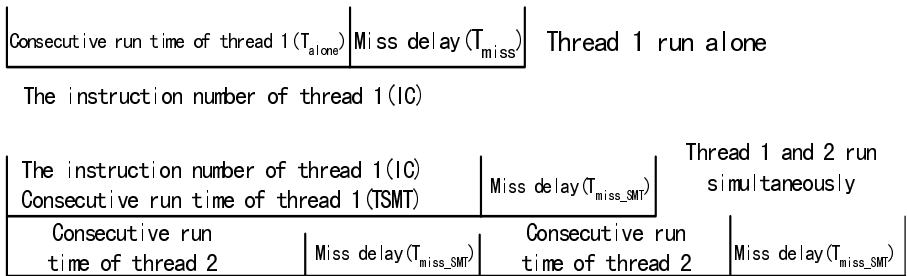 Consecutive run time of thread 1(T_alone) Miss delay(T_miss) Thread 1 run alone
The instruction number of thread 1(IC)
Thread 1 and 2 run
simultaneously
The instruction number of thread 1(IC)
Consecutive run time of thread 1(TSMT)
Miss delay(T_miss_SMT)
Consecutive run
time of thread 2
Miss delay(T_miss_SMT)
Consecutive run
time of thread 2
Miss delay(T_miss_SMT)